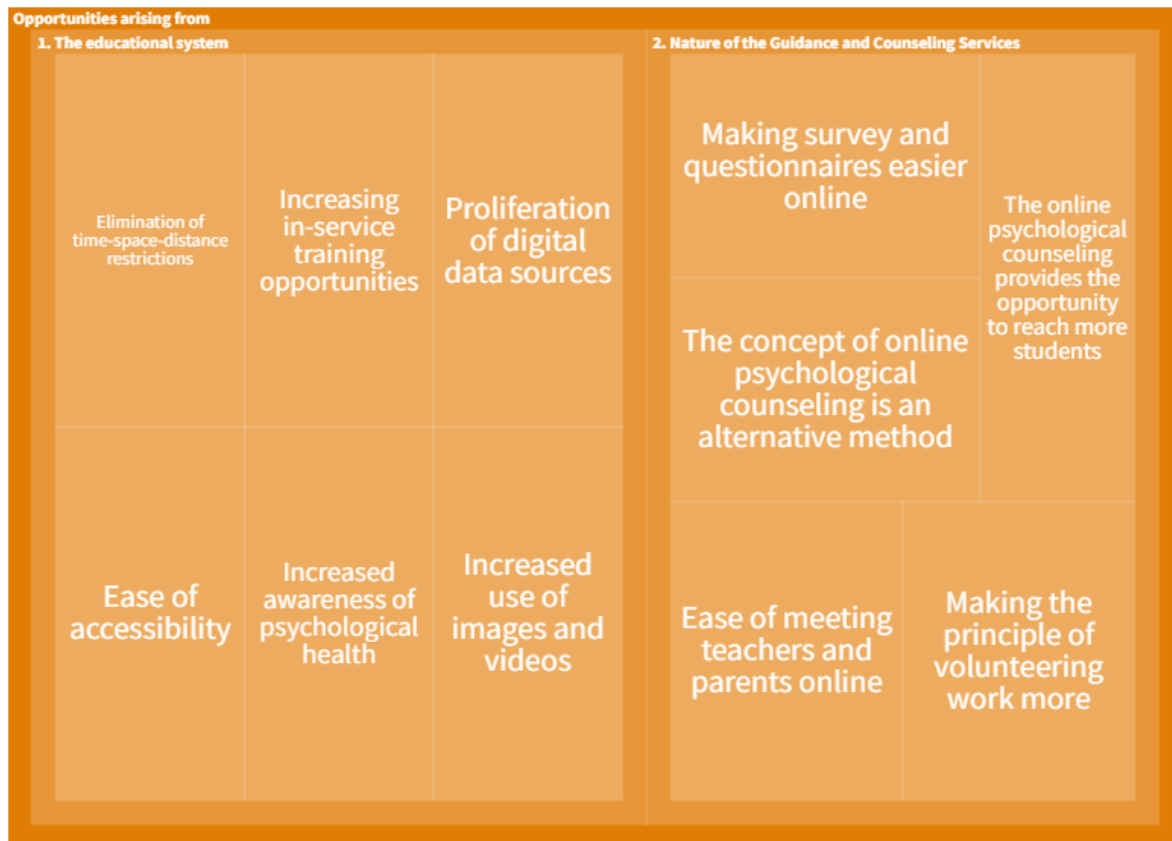 Opportunities arising from
1. The educational system
Elimination of
time-space-distance
restrictions
Increasing
in-service
training
opportunities
Proliferation
of digital
data sources
Ease of
accessibility
Increased
awareness of
psychological
health
Increased
use of
images and
videos
2. Nature of the Guidance and Counseling Services
Making survey and
questionnaires easier
online
The concept of online
psychological
counseling is an
alternative method
The online
psychological
counseling
provides the
opportunity
to reach more
students
Ease of meeting
teachers and
parents online
Making the
principle of
volunteering
work more